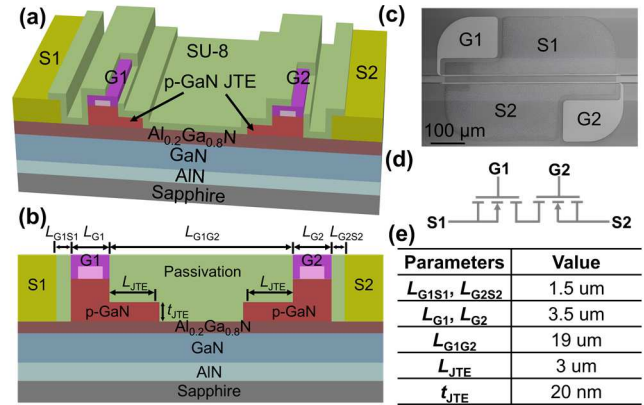 (a)
S1
G1
SU-8
p-GaN JTE
G2
S2
Al0.2Ga0.8N
GaN
AlN
Sapphire
(b)
LG1S1
LG1
LG1G2
LG2
LG2S2
S1
G1
Passivation
G2
S2
LJTE
LJTE
tJTE
p-GaN
p-GaN
Al0.2Ga0.8N
GaN
AlN
Sapphire
(c)
G1
S1
S2
G2
100 μm
(d)
G1
G2
S1
S2
(e)
Parameters Value
LG1S1, LG2S2 1.5 um
LG1, LG2 3.5 um
LG1G2 19 um
LJTE 3 um
tJTE 20 nm